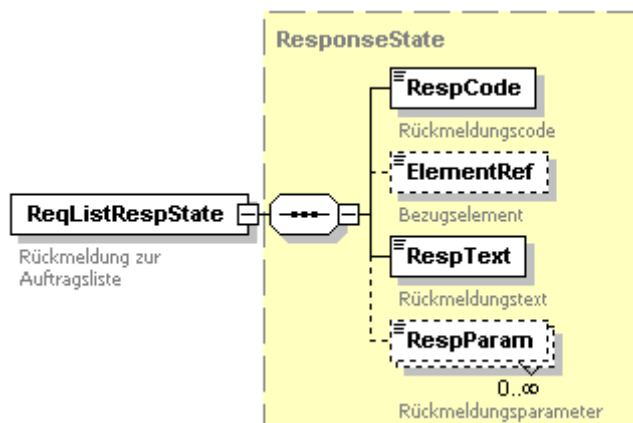 ResponseState
RespCode
Rückmeldungscode
ElementRef
Bezugselement
ReqListRespState
Rückmeldung zur
Auftragsliste
RespText
Rückmeldungstext
RespParam
0..∞
Rückmeldungsparameter